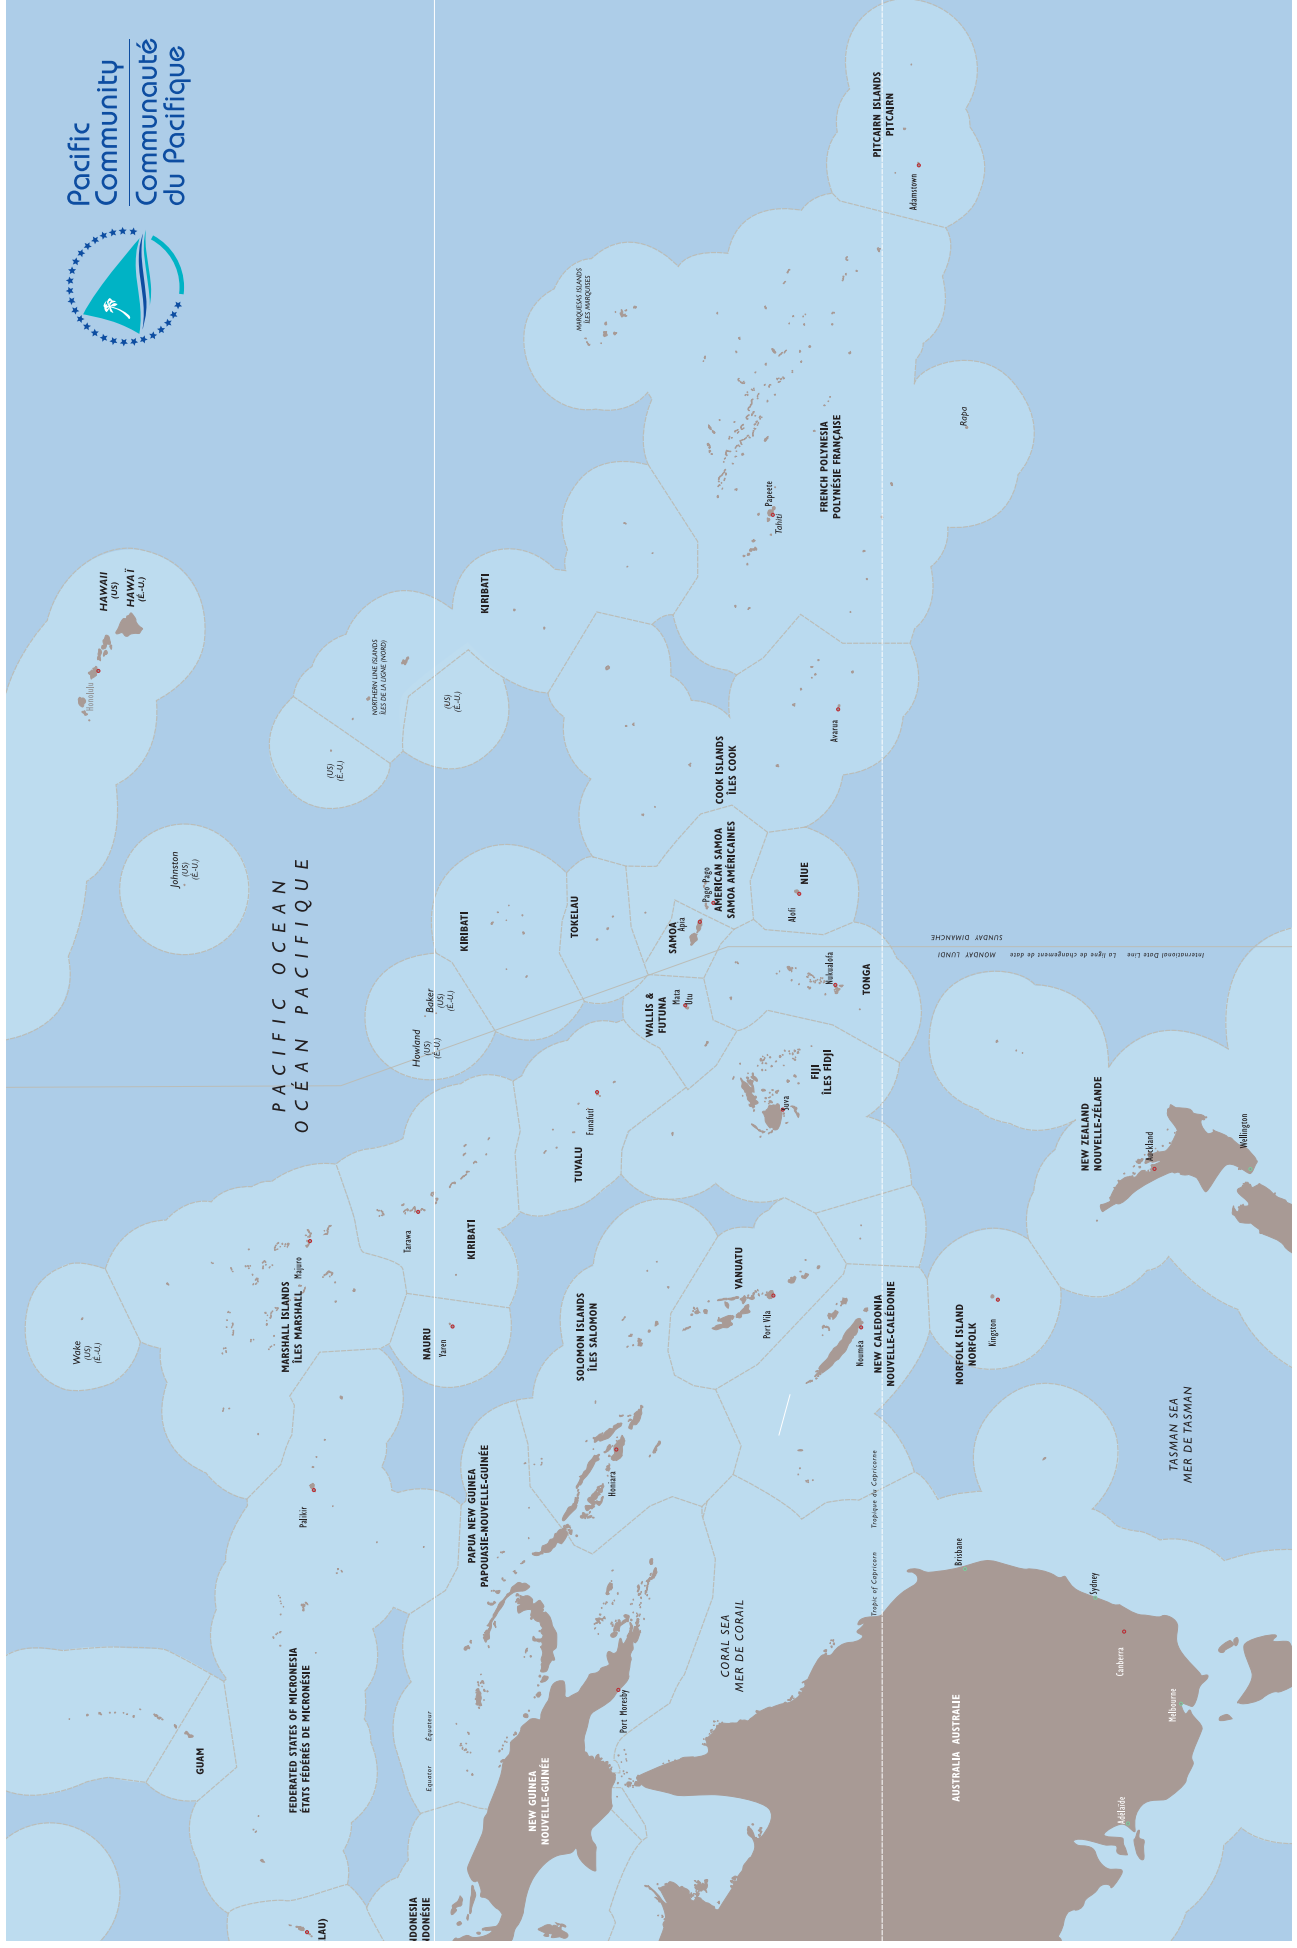 Pacific
Community
Communauté
du Pacifique
HAWAII
(US)
HAWAÏ
(É.-U.)
Honolulu
Johnston
(US)
(É.-U.)
PACIFIC OCEAN
OCÉAN PACIFIQUE
Wake
(US)
(É.-U.)
MARSHALL ISLANDS
ÎLES MARSHALL
Majuro
GUAM
FEDERATED STATES OF MICRONESIA
ÉTATS FÉDÉRÉS DE MICRONÉSIE
Palikir
LAU)
(US)
(É.-U.)
NORTHERN LINE ISLANDS
ÎLES DE LA LIGNE (NORD)
(US)
(É.-U.)
KIRIBATI
Howland
(US)
(É.-U.)
Baker
(US)
(É.-U.)
KIRIBATI
Tarawa
KIRIBATI
NAURU
Yaren
Equator
Équateur
DONESIA
DONÉSIE
PAPUA NEW GUINEA
PAPOUASIE-NOUVELLE-GUINÉE
NEW GUINEA
NOUVELLE-GUINÉE
Port Moresby
SOLOMON ISLANDS
ÎLES SALOMON
Honiara
TUVALU
Funafuti
TOKELAU
WALLIS &
FUTUNA
Mata
Utu
SAMOA
Apia
Pago Pago
AMERICAN SAMOA
SAMOA AMÉRICAINES
COOK ISLANDS
ÎLES COOK
Avarua
NIUE
Alofi
TONGA
Nukualofa
FIJI
ÎLES FIDJI
Suva
VANUATU
Port Vila
NEW CALEDONIA
NOUVELLE-CALÉDONIE
Nouméa
MARQUESAS ISLANDS
ÎLES MARQUISES
FRENCH POLYNESIA
POLYNÉSIE FRANÇAISE
Papeete
Tahiti
Rapa
PITCAIRN ISLANDS
PITCAIRN
Adamstown
CORAL SEA
MER DE CORAIL
Tropic of Capricorn
Tropique du Capricorne
SUNDAY DIMANCHE
MONDAY LUNDI
International Date Line La ligne de changement de date
NORFOLK ISLAND
NORFOLK
Kingston
NEW ZEALAND
NOUVELLE-ZÉLANDE
Auckland
Wellington
TASMAN SEA
MER DE TASMAN
AUSTRALIA AUSTRALIE
Brisbane
Sydney
Canberra
Melbourne
Adélaide